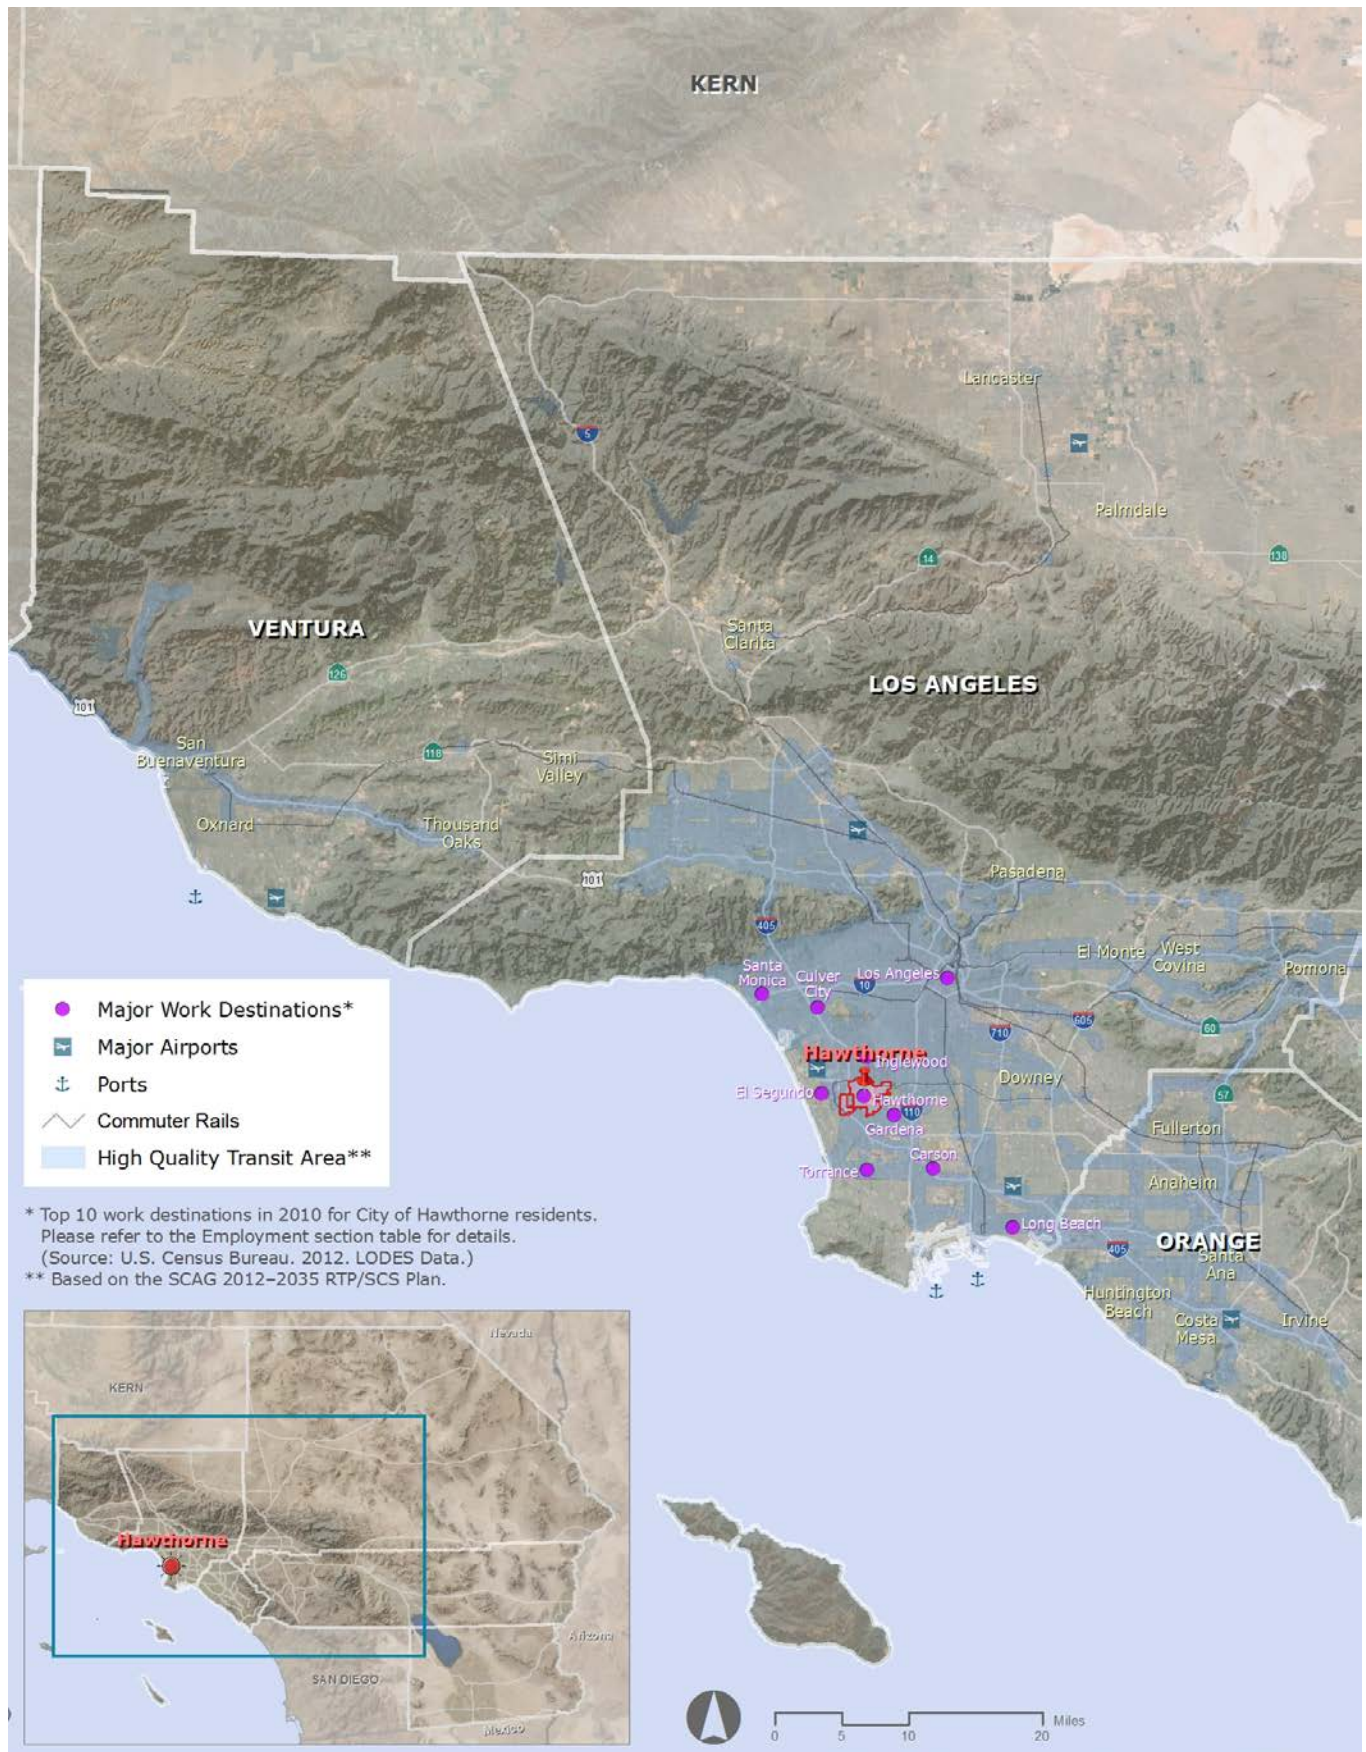 KERN
Lancaster
5
Palmdale
14
138
VENTURA
Santa
Clarita
126
LOS ANGELES
101
San
Buenaventura
118
Simi
Valley
Oxnard
Thousand
Oaks
101
Pasadena
405
El Monte
West
Covina
Pomona
Santa
Monica
Culver
City
Los Angeles
10
710
605
60
Hawthorne
Inglewood
Downey
El Segundo
Hawthorne
110
57
Gardena
Fullerton
Carson
Torrance
Anaheim
Long Beach
405
ORANGE
Santa
Ana
Huntington
Beach
Costa
Mesa
Irvine
Major Work Destinations*
Major Airports
Ports
Commuter Rails
High Quality Transit Area**
* Top 10 work destinations in 2010 for City of Hawthorne residents.
Please refer to the Employment section table for details.
(Source: U.S. Census Bureau. 2012. LODES Data.)
** Based on the SCAG 2012–2035 RTP/SCS Plan.
Nevada
KERN
Hawthorne
Arizona
SAN DIEGO
Mexico
0 5 10 20 Miles